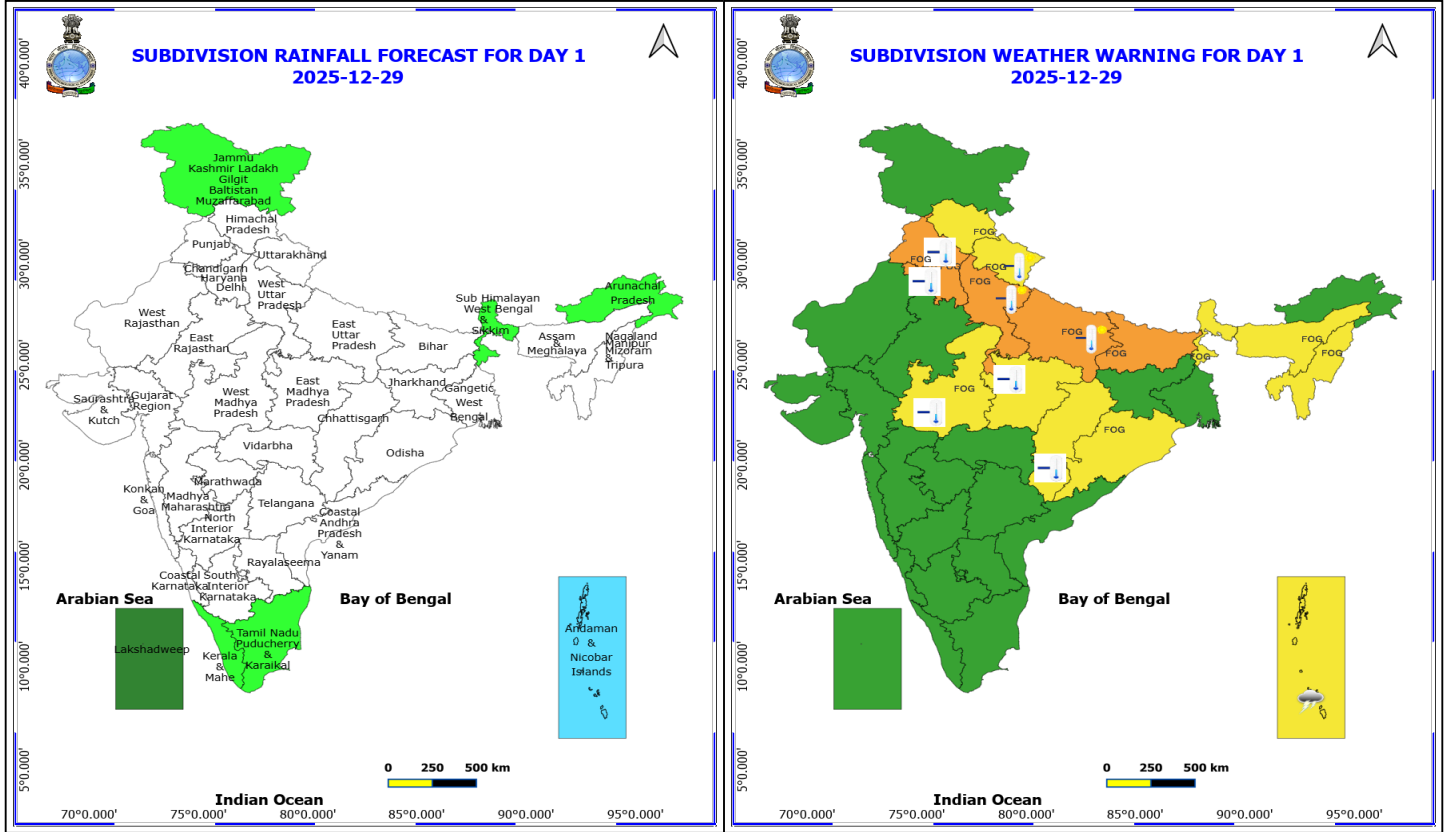 SUBDIVISION RAINFALL FORECAST FOR DAY 1
2025-12-29
40°0.000'
35°0.000'
30°0.000'
25°0.000'
20°0.000'
15°0.000'
10°0.000'
5°0.000'
Jammu
Kashmir Ladakh
Gilgit
Baltistan
Muzaffarabad
Himachal
Pradesh
Punjab
Uttarakhand
Chandigarh
Haryana
Delhi
West
Uttar
Pradesh
Arunachal
Pradesh
Sub Himalayan
West Bengal
&
Sikkim
West
Rajasthan
East
Rajasthan
East
Uttar
Pradesh
Bihar
Assam
&
Meghalaya
Nagaland
Manipur
Mizoram
&
Tripura
Saurashtra
&
Kutch
Gujarat
Region
West
Madhya
Pradesh
East
Madhya
Pradesh
Jharkhand
Gangetic
West
Bengal
Chhattisgarh
Vidarbha
Odisha
Konkan
&
Goa
Madhya
Maharashtra
Marathwada
Telangana
North
Interior
Karnataka
Coastal
Andhra
Pradesh
&
Yanam
Rayalaseema
Coastal
Karnataka
South
Interior
Karnataka
Arabian Sea
Bay of Bengal
Lakshadweep
Kerala
&
Mahe
Tamil Nadu
Puducherry
&
Karaikal
Andaman
&
Nicobar
Islands
0 250 500 km
Indian Ocean
70°0.000' 75°0.000' 80°0.000' 85°0.000' 90°0.000' 95°0.000'
SUBDIVISION WEATHER WARNING FOR DAY 1
2025-12-29
40°0.000'
35°0.000'
30°0.000'
25°0.000'
20°0.000'
15°0.000'
10°0.000'
5°0.000'
FOG
FOG
FOG
FOG
FOG
FOG
FOG
FOG
FOG
FOG
FOG
Arabian Sea
Bay of Bengal
0 250 500 km
Indian Ocean
70°0.000' 75°0.000' 80°0.000' 85°0.000' 90°0.000' 95°0.000'